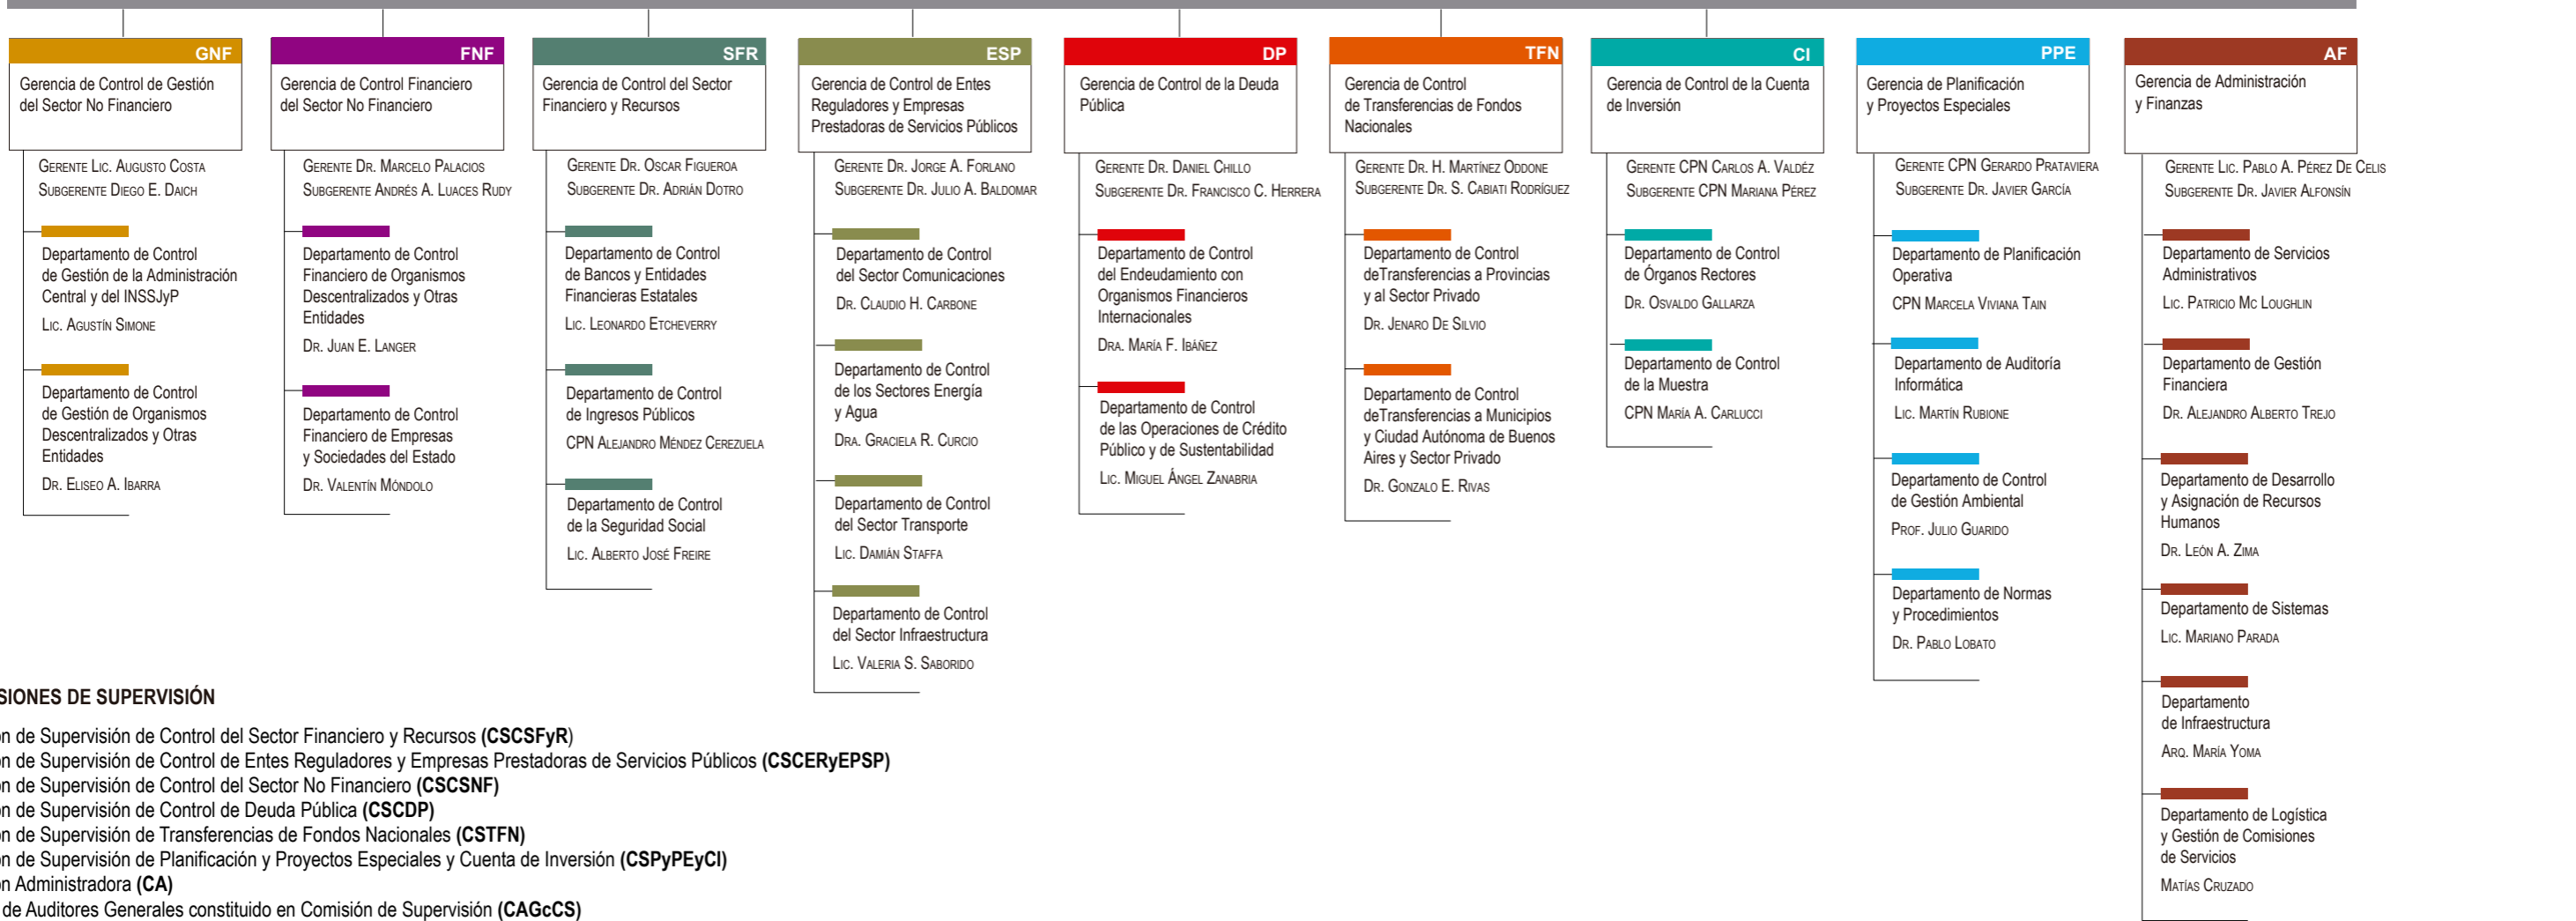 GNF
Gerencia de Control de Gestión
del Sector No Financiero
GERENTE LIC. AUGUSTO COSTA
SUBGERENTE DIEGO E. DAICH
Departamento de Control
de Gestión de la Administración
Central y del INSSJyP
LIC. AGUSTÍN SIMONE
Departamento de Control
de Gestión de Organismos
Descentralizados y Otras
Entidades
DR. ELISEO A. IBARRA
FNF
Gerencia de Control Financiero
del Sector No Financiero
GERENTE DR. MARCELO PALACIOS
SUBGERENTE ANDRÉS A. LUACES RUDY
Departamento de Control
Financiero de Organismos
Descentralizados y Otras
Entidades
DR. JUAN E. LANGER
Departamento de Control
Financiero de Empresas
y Sociedades del Estado
DR. VALENTÍN MÓNDOLO
SFR
Gerencia de Control del Sector
Financiero y Recursos
GERENTE DR. OSCAR FIGUEROA
SUBGERENTE DR. ADRIÁN DOTRO
Departamento de Control
de Bancos y Entidades
Financieras Estatales
LIC. LEONARDO ETCHEVERRY
Departamento de Control
de Ingresos Públicos
CPN ALEJANDRO MÉNDEZ CEREZUELA
Departamento de Control
de la Seguridad Social
LIC. ALBERTO JOSÉ FREIRE
ESP
Gerencia de Control de Entes
Reguladores y Empresas
Prestadoras de Servicios Públicos
GERENTE DR. JORGE A. FORLANO
SUBGERENTE DR. JULIO A. BALDOMAR
Departamento de Control
del Sector Comunicaciones
DR. CLAUDIO H. CARBONE
Departamento de Control
de los Sectores Energía
y Agua
DRA. GRACIELA R. CURCIO
Departamento de Control
del Sector Transporte
LIC. DAMIÁN STAFFA
Departamento de Control
del Sector Infraestructura
LIC. VALERIA S. SABORIDO
DP
Gerencia de Control de la Deuda
Pública
GERENTE DR. DANIEL CHILLO
SUBGERENTE DR. FRANCISCO C. HERRERA
Departamento de Control
del Endeudamiento con
Organismos Financieros
Internacionales
DRA. MARÍA F. IBÁÑEZ
Departamento de Control
de las Operaciones de Crédito
Público y de Sustentabilidad
LIC. MIGUEL ÁNGEL ZANABRIA
TFN
Gerencia de Control
de Transferencias de Fondos
Nacionales
GERENTE DR. H. MARTÍNEZ ODDONE
SUBGERENTE DR. S. CABIATI RODRÍGUEZ
Departamento de Control
deTransferencias a Provincias
y al Sector Privado
DR. JENARO DE SILVIO
Departamento de Control
deTransferencias a Municipios
y Ciudad Autónoma de Buenos
Aires y Sector Privado
DR. GONZALO E. RIVAS
CI
Gerencia de Control de la Cuenta
de Inversión
GERENTE CPN CARLOS A. VALDÉZ
SUBGERENTE CPN MARIANA PÉREZ
Departamento de Control
de Órganos Rectores
DR. OSVALDO GALLARZA
Departamento de Control
de la Muestra
CPN MARÍA A. CARLUCCI
PPE
Gerencia de Planificación
y Proyectos Especiales
GERENTE CPN GERARDO PRATAVIERA
SUBGERENTE DR. JAVIER GARCÍA
Departamento de Planificación
Operativa
CPN MARCELA VIVIANA TAIN
Departamento de Auditoría
Informática
LIC. MARTÍN RUBIONE
Departamento de Control
de Gestión Ambiental
PROF. JULIO GUARIDO
Departamento de Normas
y Procedimientos
DR. PABLO LOBATO
AF
Gerencia de Administración
y Finanzas
GERENTE LIC. PABLO A. PÉREZ DE CELIS
SUBGERENTE DR. JAVIER ALFONSÍN
Departamento de Servicios
Administrativos
LIC. PATRICIO MC LOUGHLIN
Departamento de Gestión
Financiera
DR. ALEJANDRO ALBERTO TREJO
Departamento de Desarrollo
y Asignación de Recursos
Humanos
DR. LEÓN A. ZIMA
Departamento de Sistemas
LIC. MARIANO PARADA
Departamento
de Infraestructura
ARQ. MARÍA YOMA
Departamento de Logística
y Gestión de Comisiones
de Servicios
MATÍAS CRUZADO
SIONES DE SUPERVISIÓN
ón de Supervisión de Control del Sector Financiero y Recursos (CSCSFyR)
ón de Supervisión de Control de Entes Reguladores y Empresas Prestadoras de Servicios Públicos (CSCERyEPSP)
ón de Supervisión de Control del Sector No Financiero (CSCSNF)
ón de Supervisión de Control de Deuda Pública (CSCDP)
ón de Supervisión de Transferencias de Fondos Nacionales (CSTFN)
ón de Supervisión de Planificación y Proyectos Especiales y Cuenta de Inversión (CSPyPEyCI)
ón Administradora (CA)
de Auditores Generales constituido en Comisión de Supervisión (CAGcCS)